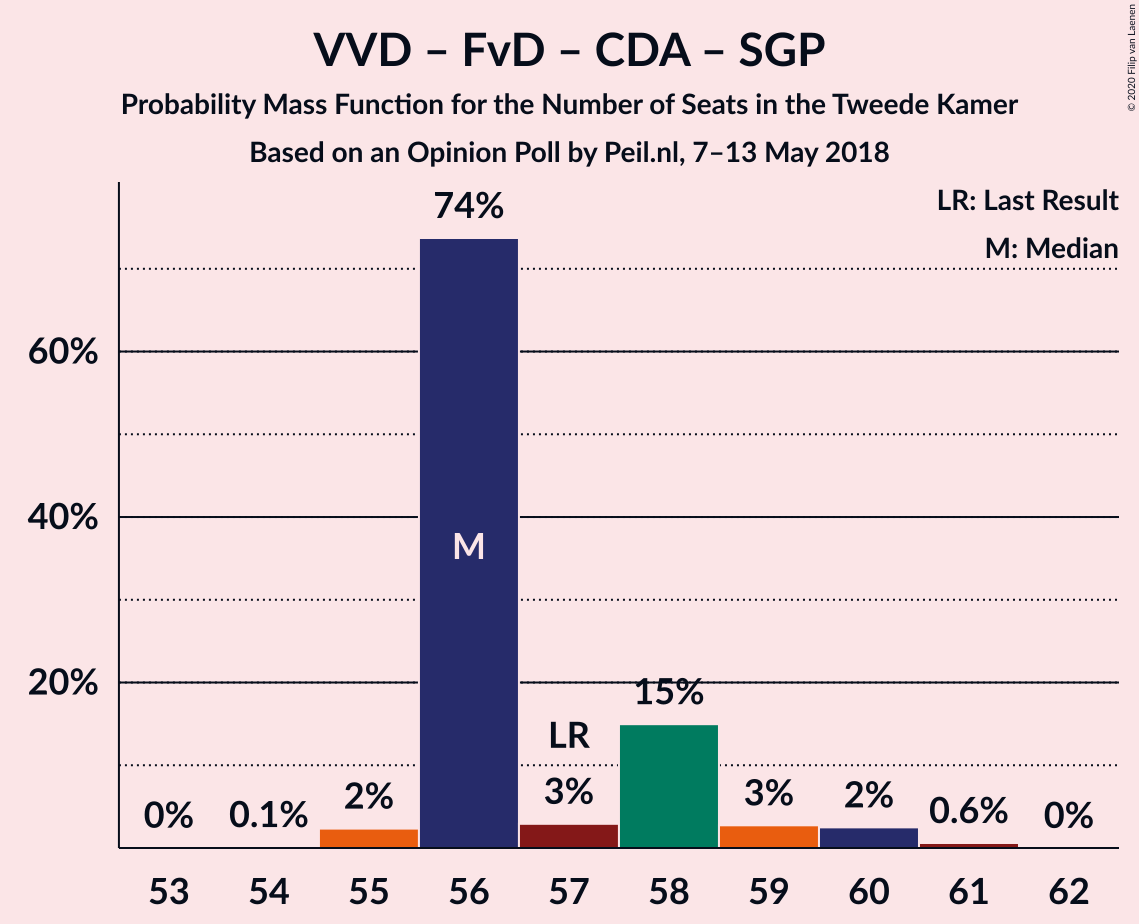 VVD – FvD – CDA – SGP
Probability Mass Function for the Number of Seats in the Tweede Kamer
Based on an Opinion Poll by Peil.nl, 7–13 May 2018
© 2020 Filip van Laenen
LR: Last Result
M: Median
74%
60%
40%
20%
M
LR
0%
0.1%
2%
3%
15%
3%
2%
0.6%
0%
53 54 55 56 57 58 59 60 61 62